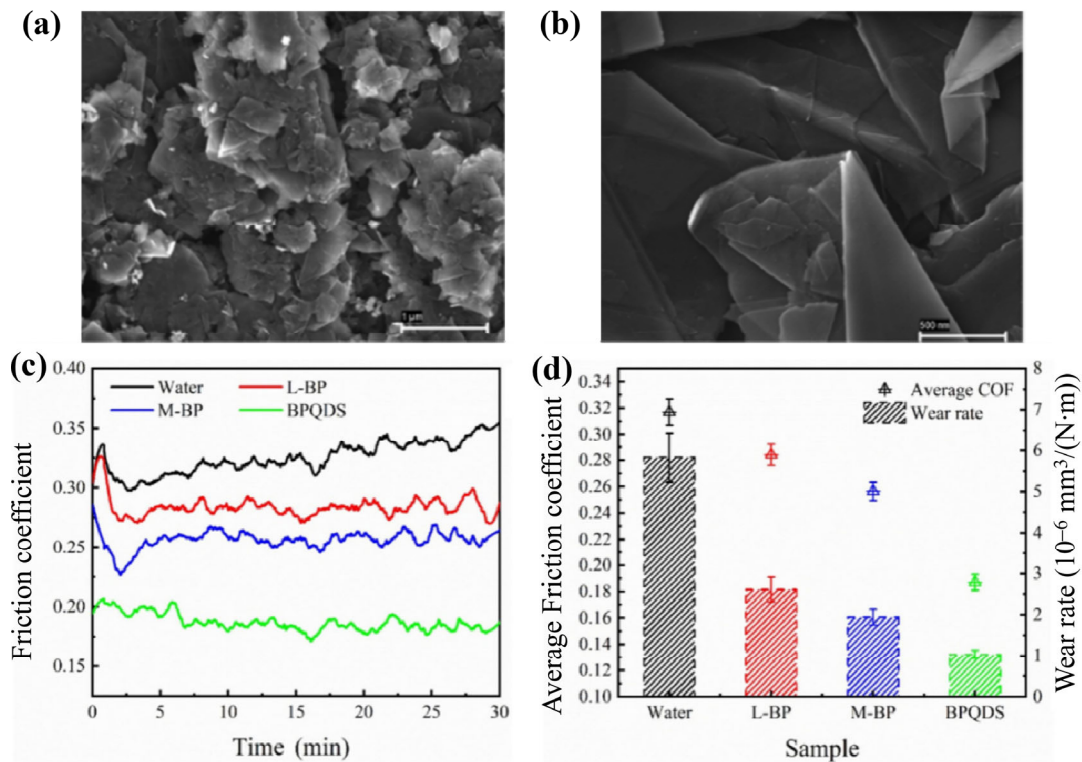 (a)
1 μm
(b)
500 nm
(c)
0.40
0.35
0.30
0.25
0.20
0.15
Friction coefficient
Water
L-BP
M-BP
BPQDS
0 5 10 15 20 25 30
Time (min)
(d)
0.34
0.32
0.30
0.28
0.26
0.24
0.22
0.20
0.18
0.16
0.14
0.12
0.10
Average Friction coefficient
Average COF
Wear rate
8
7
6
5
4
3
2
1
0
Wear rate (10⁻⁶ mm³/(N·m))
Water L-BP M-BP BPQDS
Sample